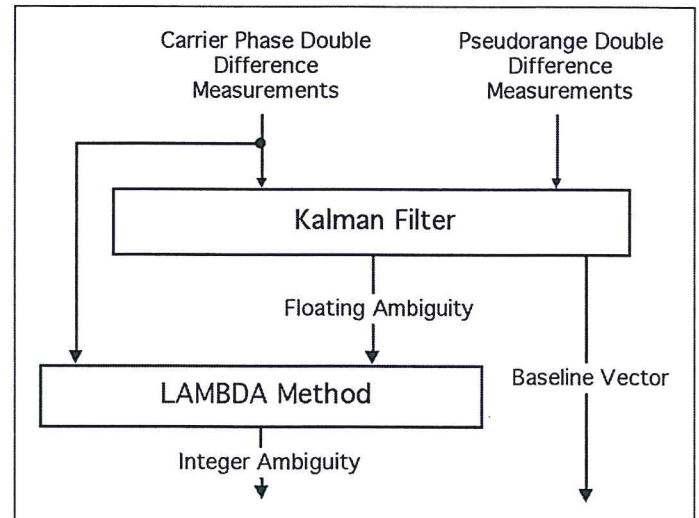 Carrier Phase Double
Difference
Measurements
Pseudorange Double
Difference
Measurements
Kalman Filter
Floating Ambiguity
LAMBDA Method
Baseline Vector
Integer Ambiguity